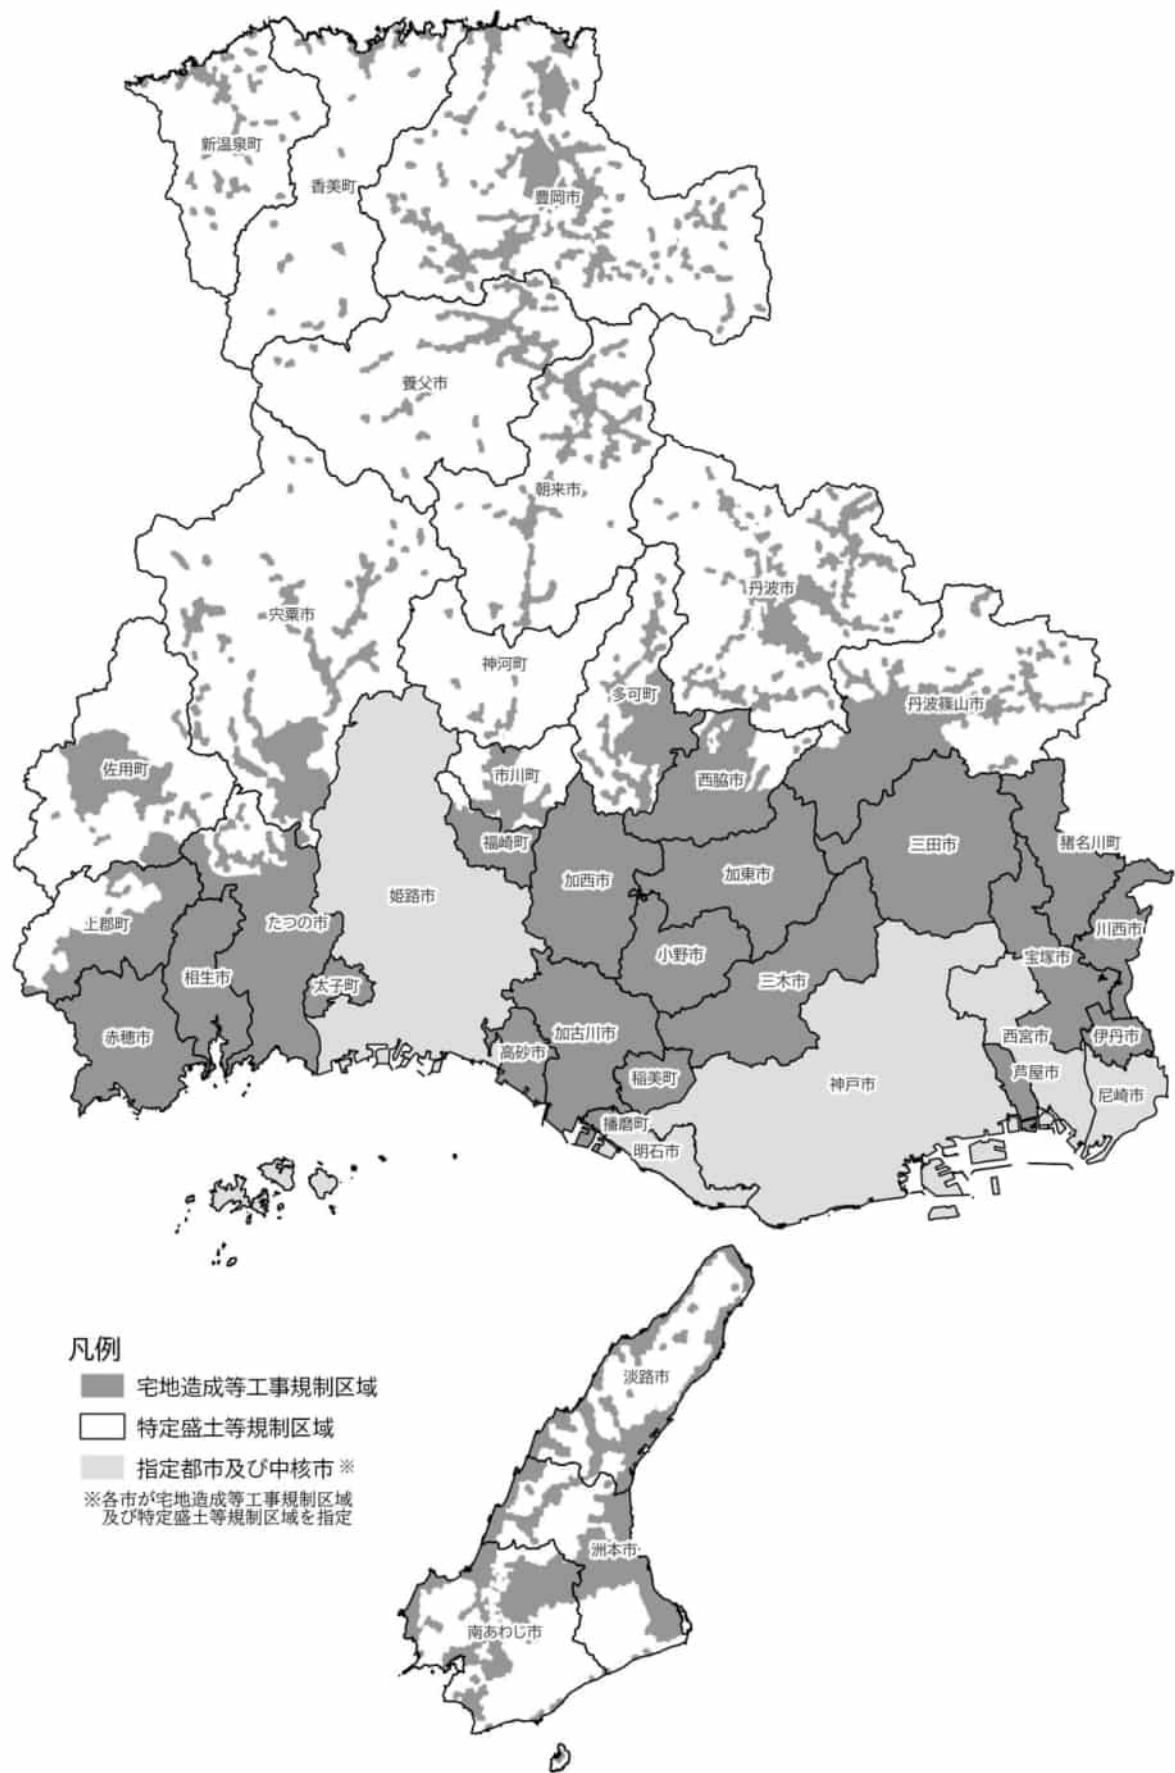 新温泉町
香美町
豊岡市
養父市
朝来市
丹波市
宍粟市
神河町
多可町
丹波篠山市
佐用町
市川町
西脇市
福崎町
三田市
猪名川町
加西市
加東市
姫路市
上郡町
たつの市
川西市
小野市
宝塚市
相生市
三木市
太子町
赤穂市
加古川市
西宮市
伊丹市
高砂市
芦屋市
稲美町
神戸市
尼崎市
播磨町
明石市
凡例
宅地造成等工事規制区域
特定盛土等規制区域
指定都市及び中核市※
※各市が宅地造成等工事規制区域
及び特定盛土等規制区域を指定
淡路市
洲本市
南あわじ市